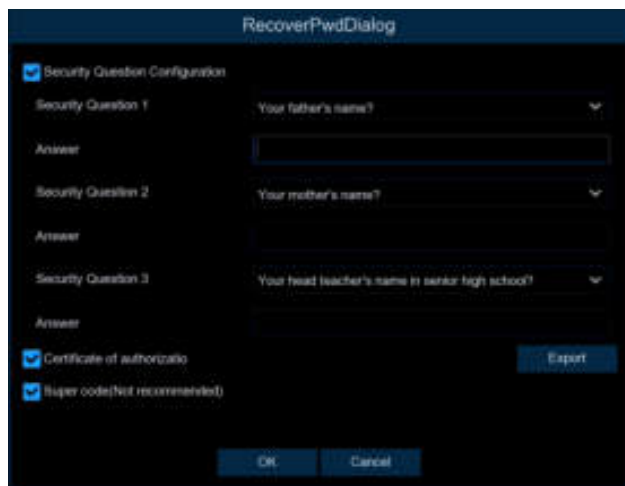 RecoverPwdDialog
Security Question Configuration
Security Question 1 Your father's name?
Answer
Security Question 2 Your mother's name?
Answer
Security Question 3 Your head teacher's name in senior high school?
Answer
Certificate of authorizatio Export
Super code(Not recommended)
OK Cancel